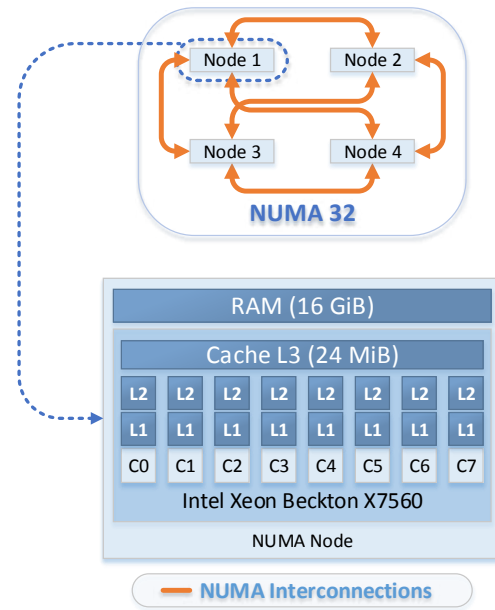 Node 1 Node 2
Node 3 Node 4
NUMA 32
RAM (16 GiB)
Cache L3 (24 MiB)
L2 L2 L2 L2 L2 L2 L2 L2
L1 L1 L1 L1 L1 L1 L1 L1
C0 C1 C2 C3 C4 C5 C6 C7
Intel Xeon Beckton X7560
NUMA Node
NUMA Interconnections